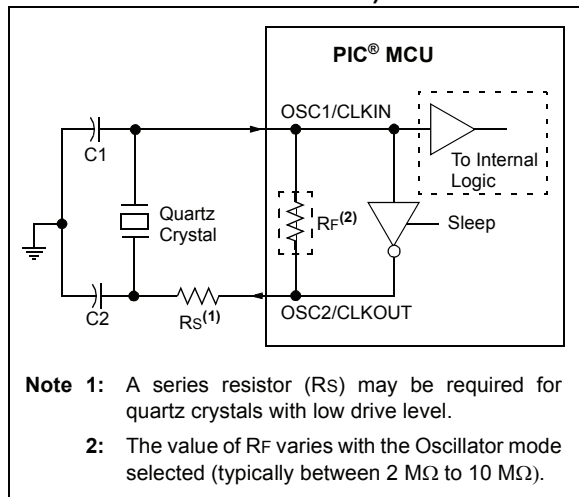 PIC® MCU
OSC1/CLKIN
C1
To Internal
Logic
Quartz
Crystal
RF(2)
Sleep
C2
RS(1)
OSC2/CLKOUT
Note 1: A series resistor (RS) may be required for
quartz crystals with low drive level.
2: The value of RF varies with the Oscillator mode
selected (typically between 2 MΩ to 10 MΩ).